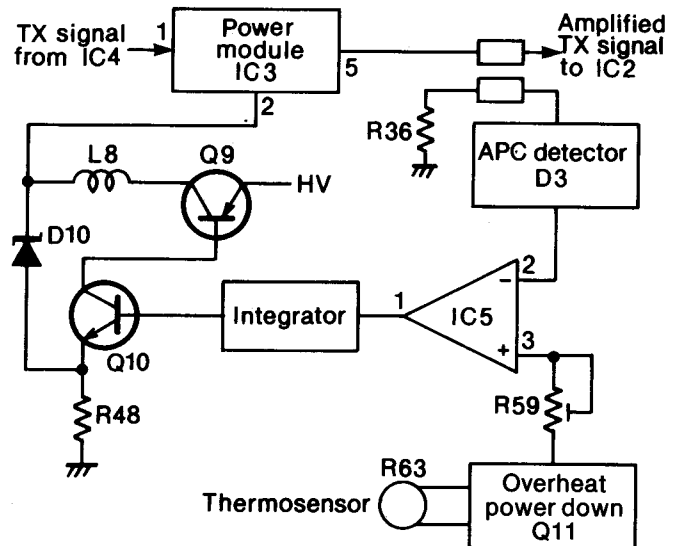 TX signal
from IC4
1
Power
module
IC3
5
2
Amplified
TX signal
to IC2
R36
APC detector
D3
L8
Q9
HV
D10
Q10
Integrator
1
IC5
2
-
+
3
R48
R59
R63
Thermosensor
Overheat
power down
Q11